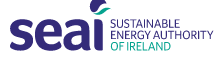 seai
SUSTAINABLE
ENERGY AUTHORITY
OF IRELAND